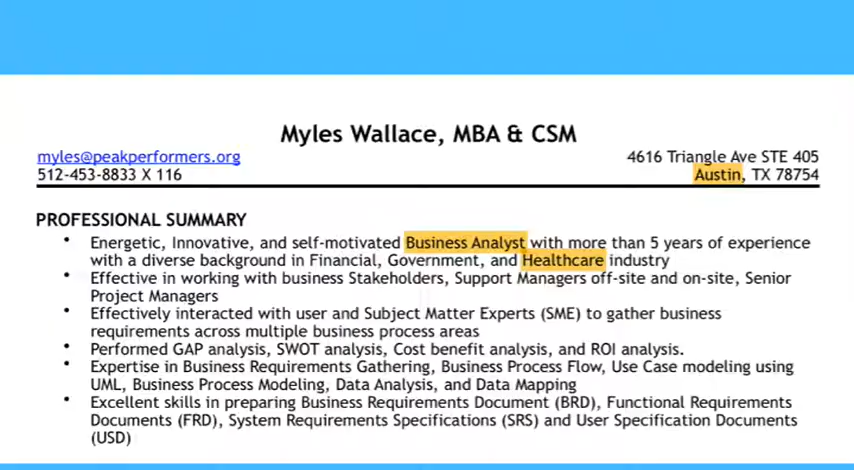 Myles Wallace, MBA & CSM
myles@peakperformers.org 4616 Triangle Ave STE 405
512-453-8833 X 116 Austin, TX 78754
PROFESSIONAL SUMMARY
• Energetic, Innovative, and self-motivated Business Analyst with more than 5 years of experience
with a diverse background in Financial, Government, and Healthcare industry
• Effective in working with business Stakeholders, Support Managers off-site and on-site, Senior
Project Managers
• Effectively interacted with user and Subject Matter Experts (SME) to gather business
requirements across multiple business process areas
• Performed GAP analysis, SWOT analysis, Cost benefit analysis, and ROI analysis.
• Expertise in Business Requirements Gathering, Business Process Flow, Use Case modeling using
UML, Business Process Modeling, Data Analysis, and Data Mapping
• Excellent skills in preparing Business Requirements Document (BRD), Functional Requirements
Documents (FRD), System Requirements Specifications (SRS) and User Specification Documents
(USD)